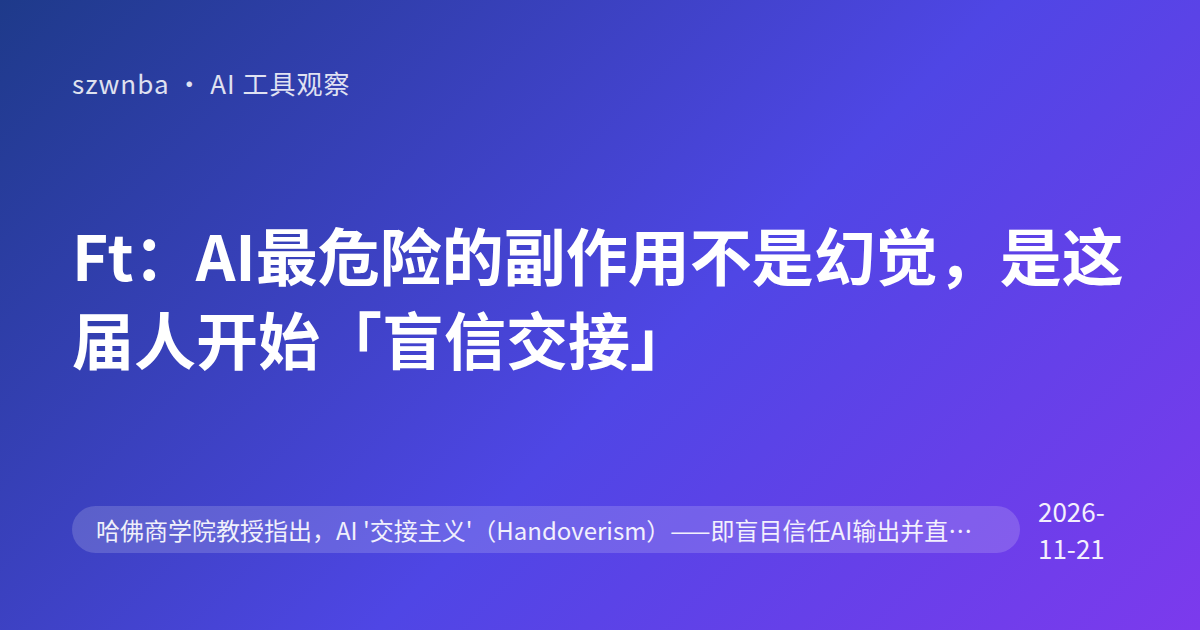 szwnba · AI 工具观察
Ft：AI最危险的副作用不是幻觉，是这
届人开始「盲信交接」
哈佛商学院教授指出，AI '交接主义'（Handoverism）——即盲目信任AI输出并直…
2026-
11-21